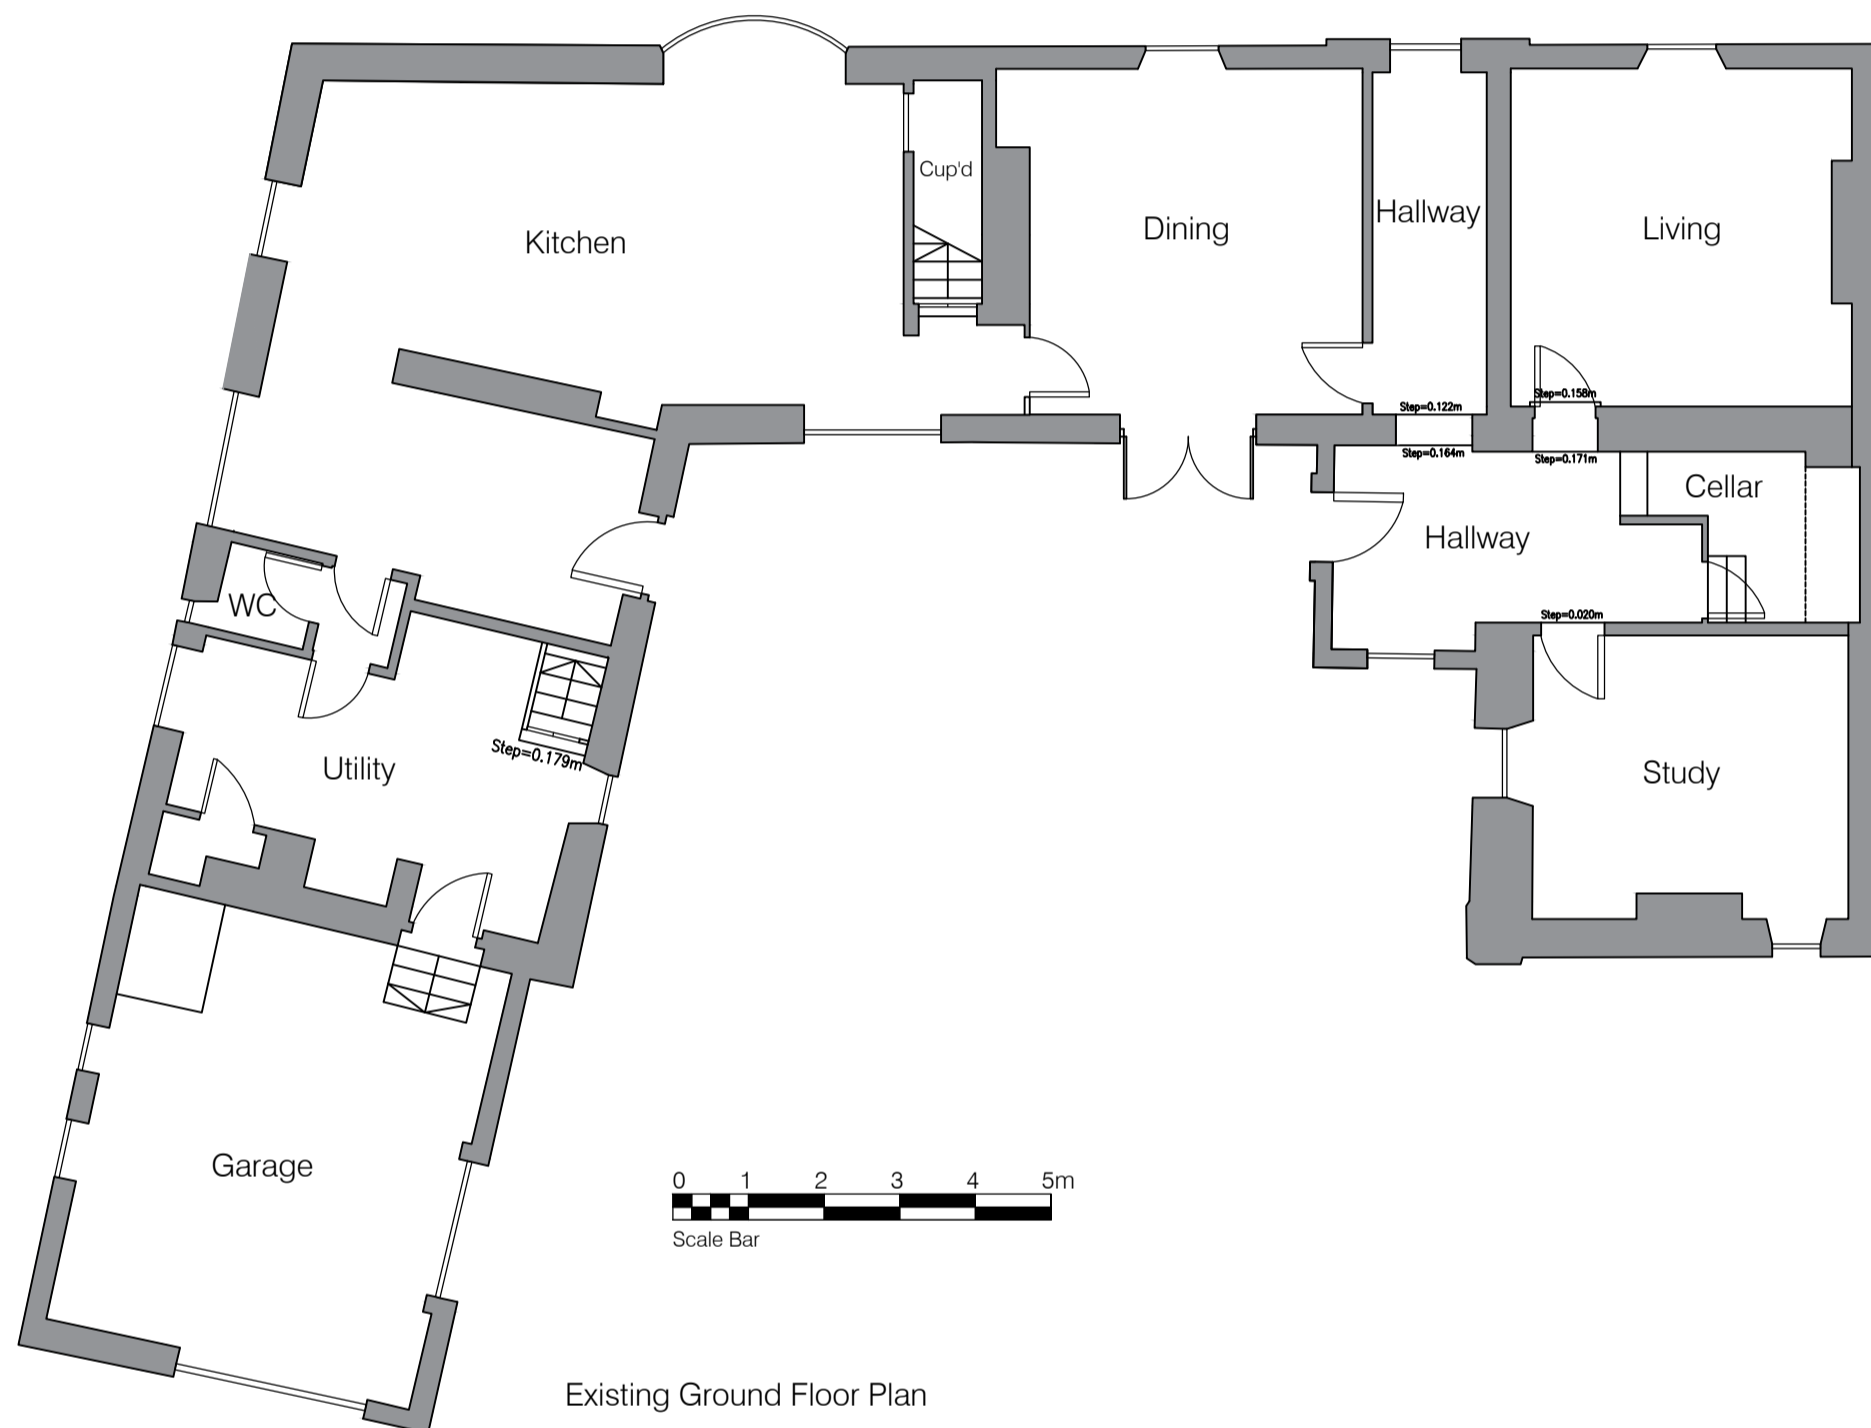 Cup'd
Kitchen
Dining
Hallway
Living
Step=0.158m
Step=0.122m
Step=0.164m
Step=0.171m
Cellar
Hallway
WC
Step=0.020m
Utility
Step=0.179m
Study
Garage
0 1 2 3 4 5m
Scale Bar
Existing Ground Floor Plan